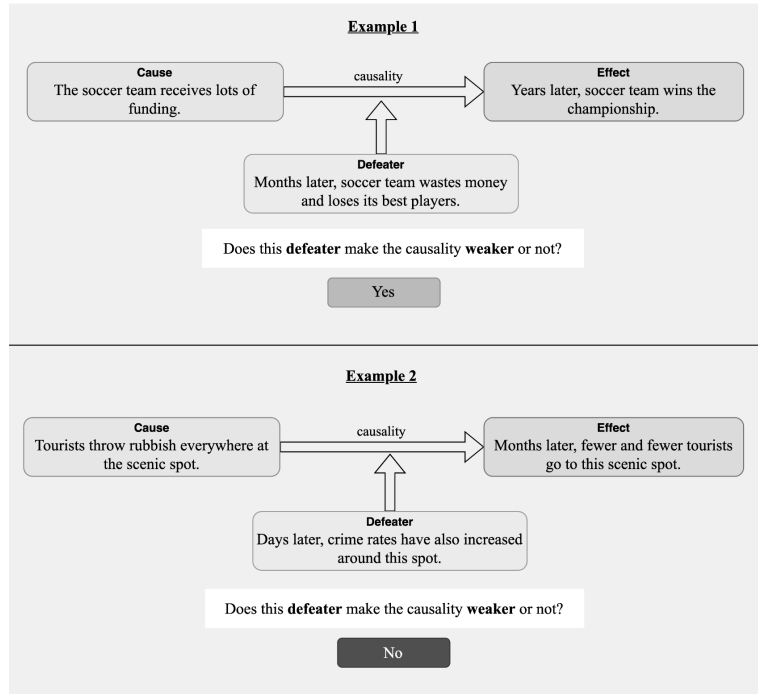 Example 1
Cause
The soccer team receives lots of
funding.
causality
Effect
Years later, soccer team wins the
championship.
Defeater
Months later, soccer team wastes money
and loses its best players.
Does this defeater make the causality weaker or not?
Yes
Example 2
Cause
Tourists throw rubbish everywhere at
the scenic spot.
causality
Effect
Months later, fewer and fewer tourists
go to this scenic spot.
Defeater
Days later, crime rates have also increased
around this spot.
Does this defeater make the causality weaker or not?
No